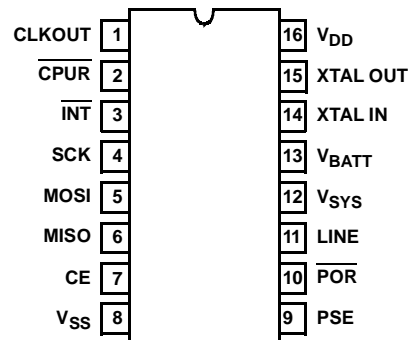 CLKOUT 1 16 VDD
CPUR 2 15 XTAL OUT
INT 3 14 XTAL IN
SCK 4 13 VBATT
MOSI 5 12 VSYS
MISO 6 11 LINE
CE 7 10 POR
VSS 8 9 PSE